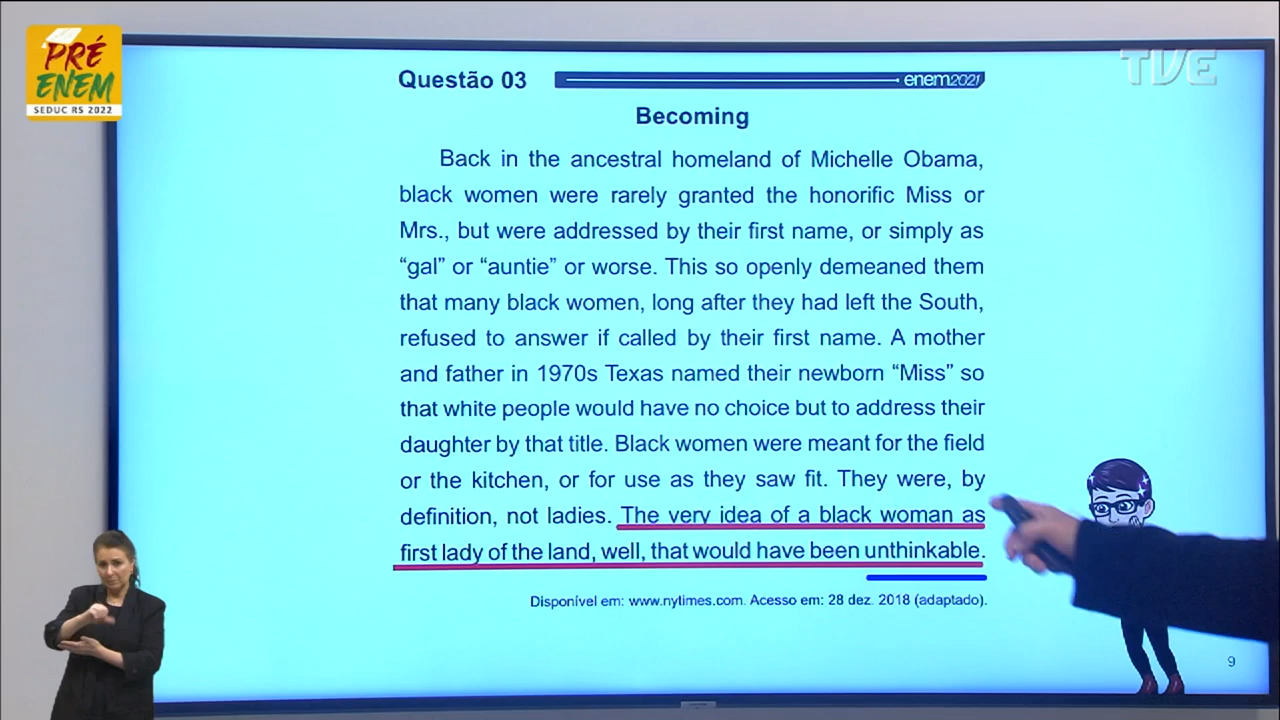 PRÉ
ENEM
SEDUC RS 2022
TVE
Questão 03
enem2021
Becoming
Back in the ancestral homeland of Michelle Obama,
black women were rarely granted the honorific Miss or
Mrs., but were addressed by their first name, or simply as
“gal” or “auntie” or worse. This so openly demeaned them
that many black women, long after they had left the South,
refused to answer if called by their first name. A mother
and father in 1970s Texas named their newborn “Miss” so
that white people would have no choice but to address their
daughter by that title. Black women were meant for the field
or the kitchen, or for use as they saw fit. They were, by
definition, not ladies. The very idea of a black woman as
first lady of the land, well, that would have been unthinkable.
Disponível em: www.nytimes.com. Acesso em: 28 dez. 2018 (adaptado).
9